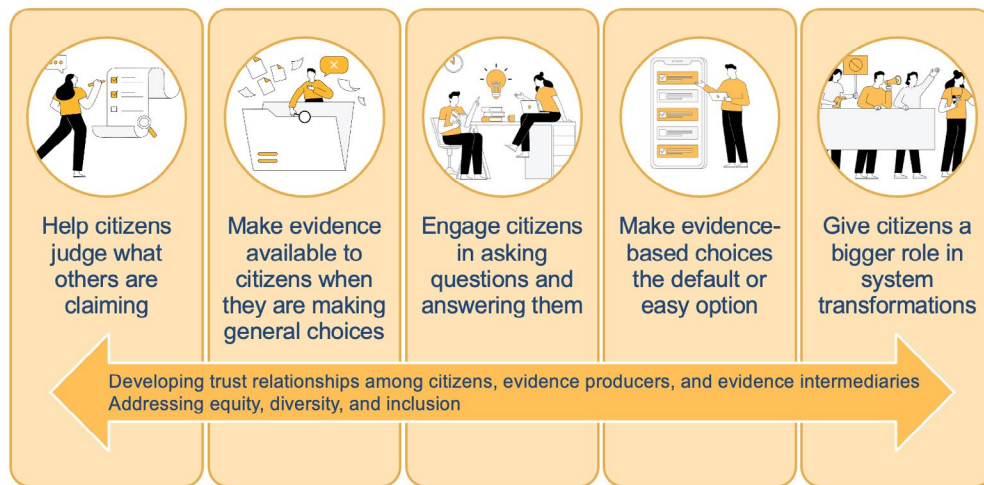 Help citizens
judge what
others are
claiming
Make evidence
available to
citizens when
they are making
general choices
Engage citizens
in asking
questions and
answering them
Make evidence-
based choices
the default or
easy option
Give citizens a
bigger role in
system
transformations
Developing trust relationships among citizens, evidence producers, and evidence intermediaries
Addressing equity, diversity, and inclusion